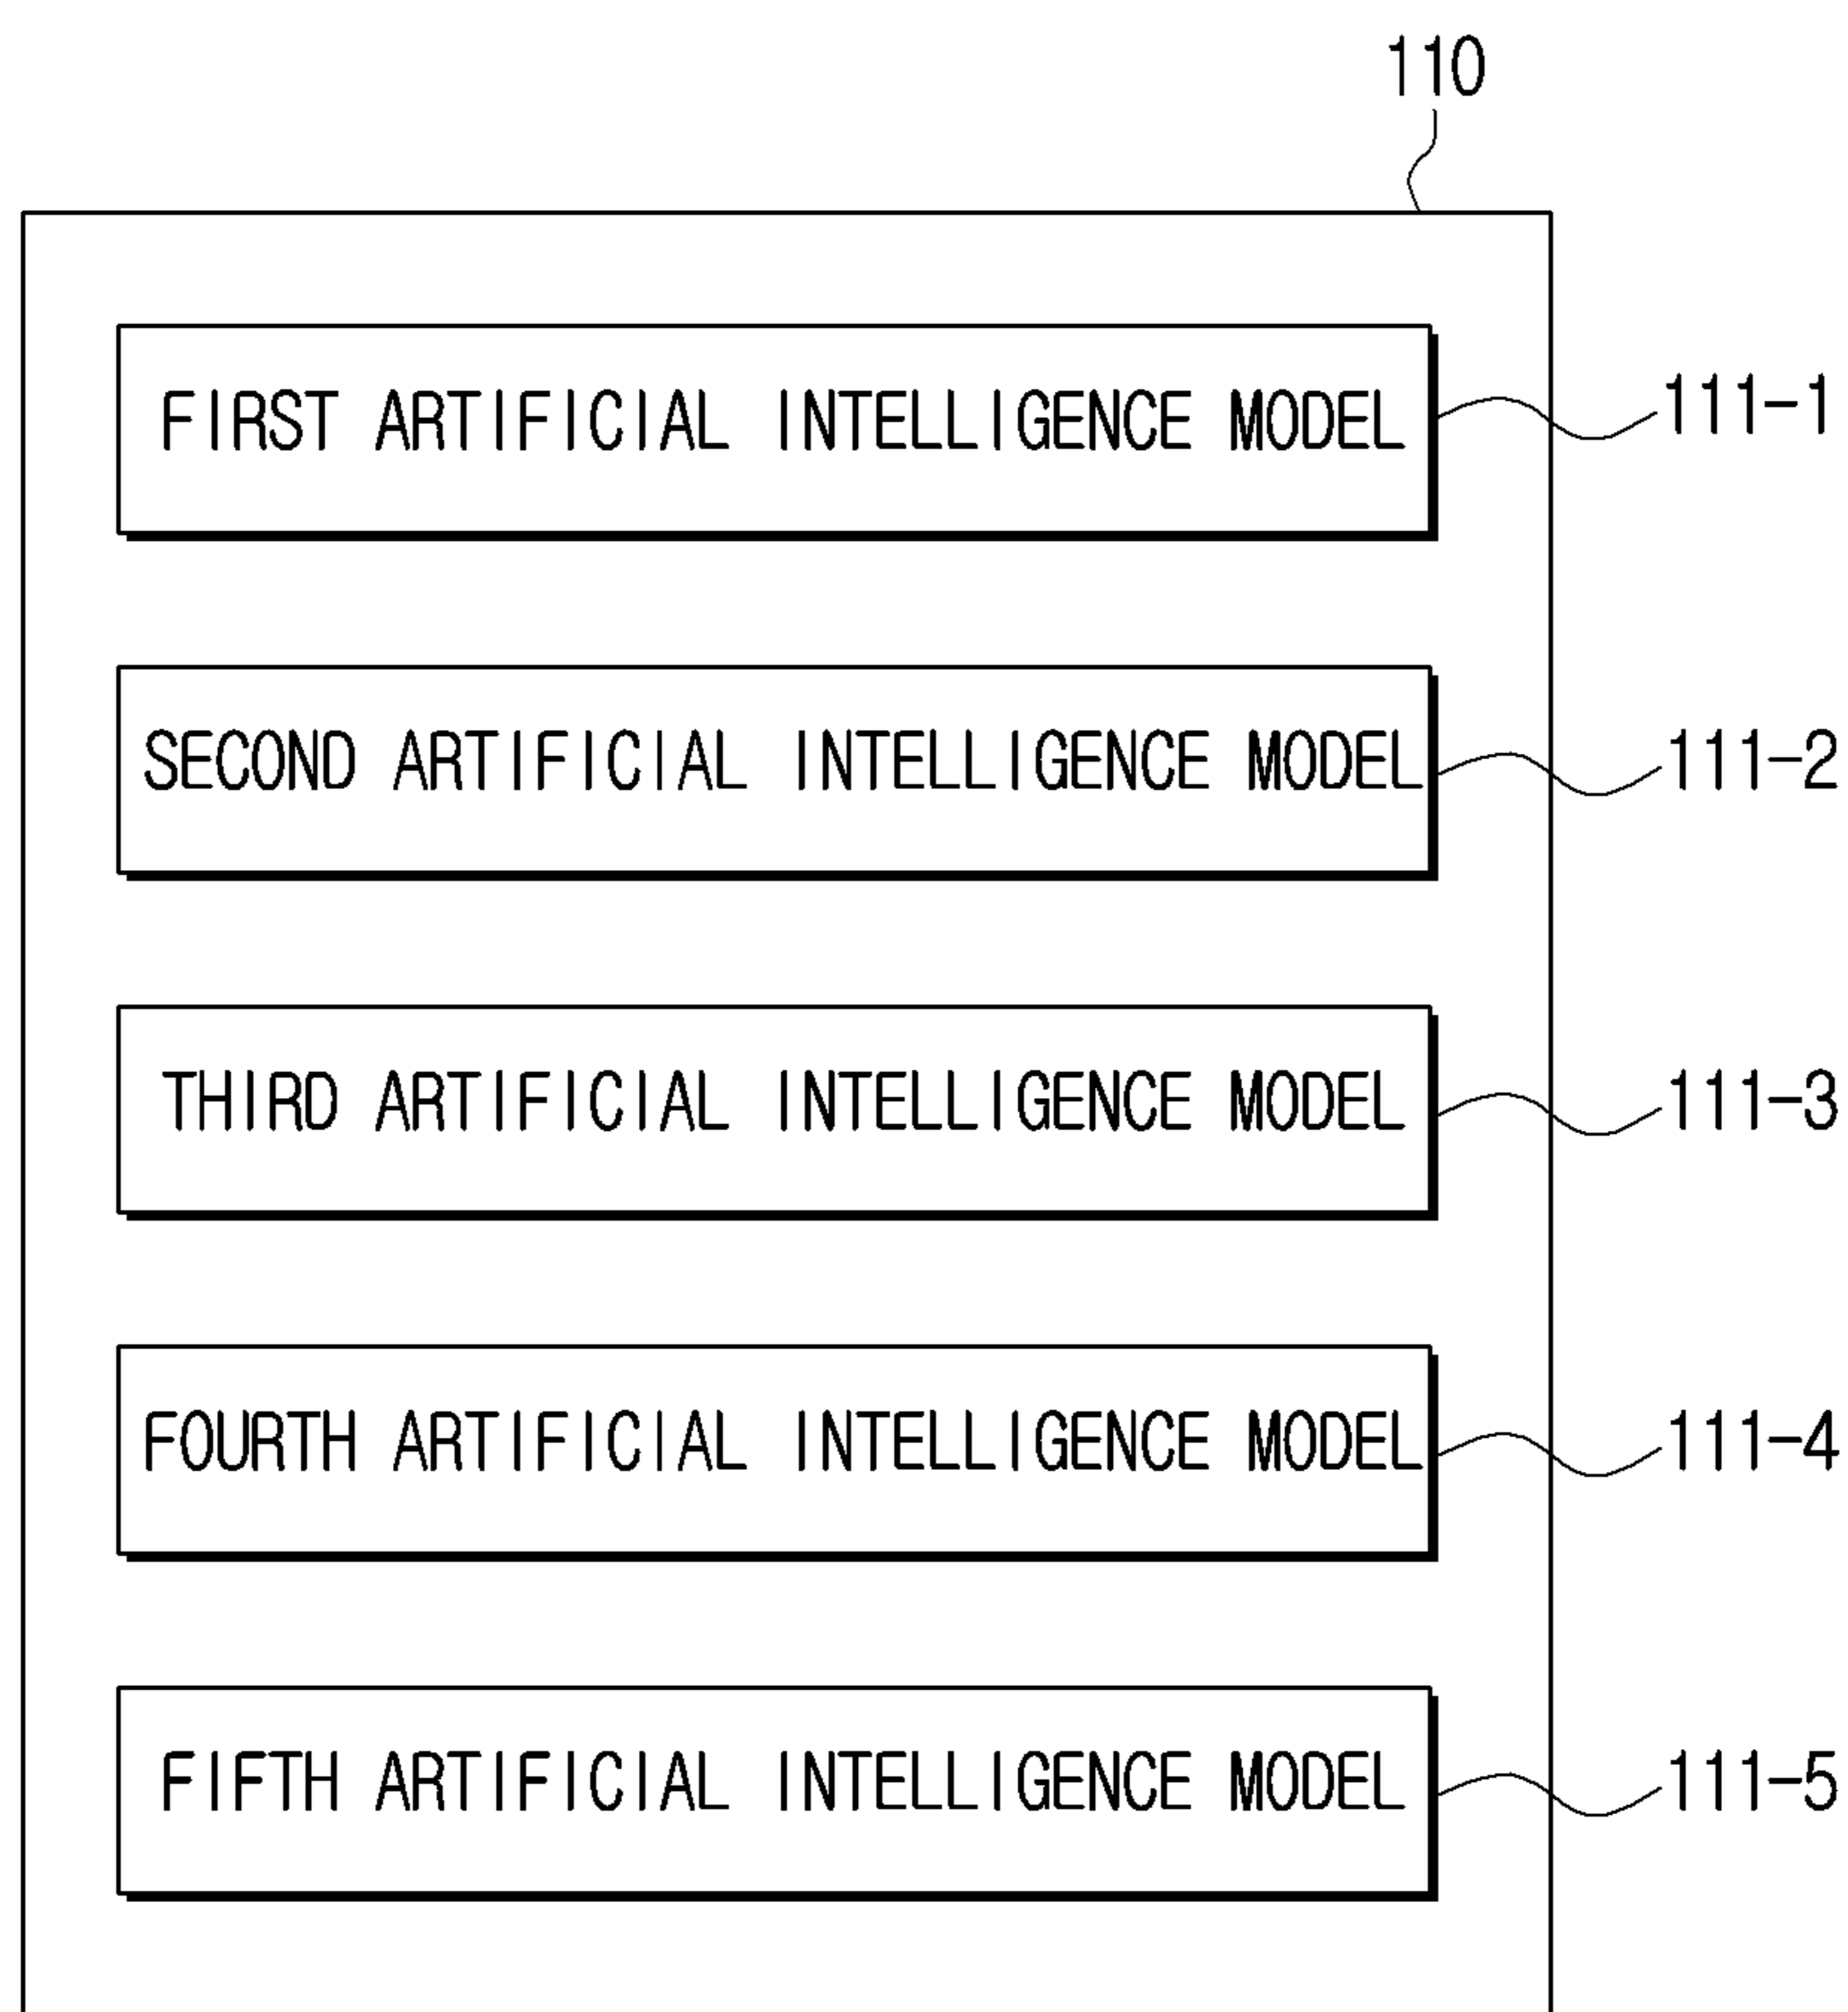 110
FIRST ARTIFICIAL INTELLIGENCE MODEL
111-1
SECOND ARTIFICIAL INTELLIGENCE MODEL
111-2
THIRD ARTIFICIAL INTELLIGENCE MODEL
111-3
FOURTH ARTIFICIAL INTELLIGENCE MODEL
111-4
FIFTH ARTIFICIAL INTELLIGENCE MODEL
111-5